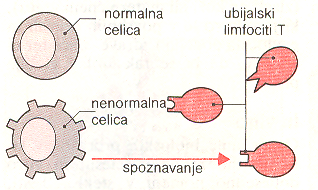 normalna
celica
ubijalski
limfociti T
nenormalna
celica
spoznavanje